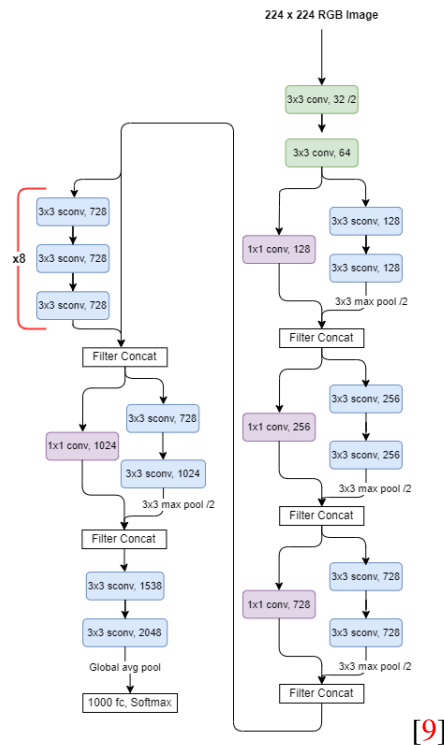 224 x 224 RGB Image
3x3 conv, 32 /2
3x3 conv, 64
1x1 conv, 128
3x3 sconv, 128
3x3 sconv, 128
3x3 max pool /2
Filter Concat
1x1 conv, 256
3x3 sconv, 256
3x3 sconv, 256
3x3 max pool /2
Filter Concat
1x1 conv, 728
3x3 sconv, 728
3x3 sconv, 728
3x3 max pool /2
Filter Concat
x8
3x3 sconv, 728
3x3 sconv, 728
3x3 sconv, 728
Filter Concat
1x1 conv, 1024
3x3 sconv, 728
3x3 sconv, 1024
3x3 max pool /2
Filter Concat
3x3 sconv, 1538
3x3 sconv, 2048
Global avg pool
1000 fc, Softmax
[9]